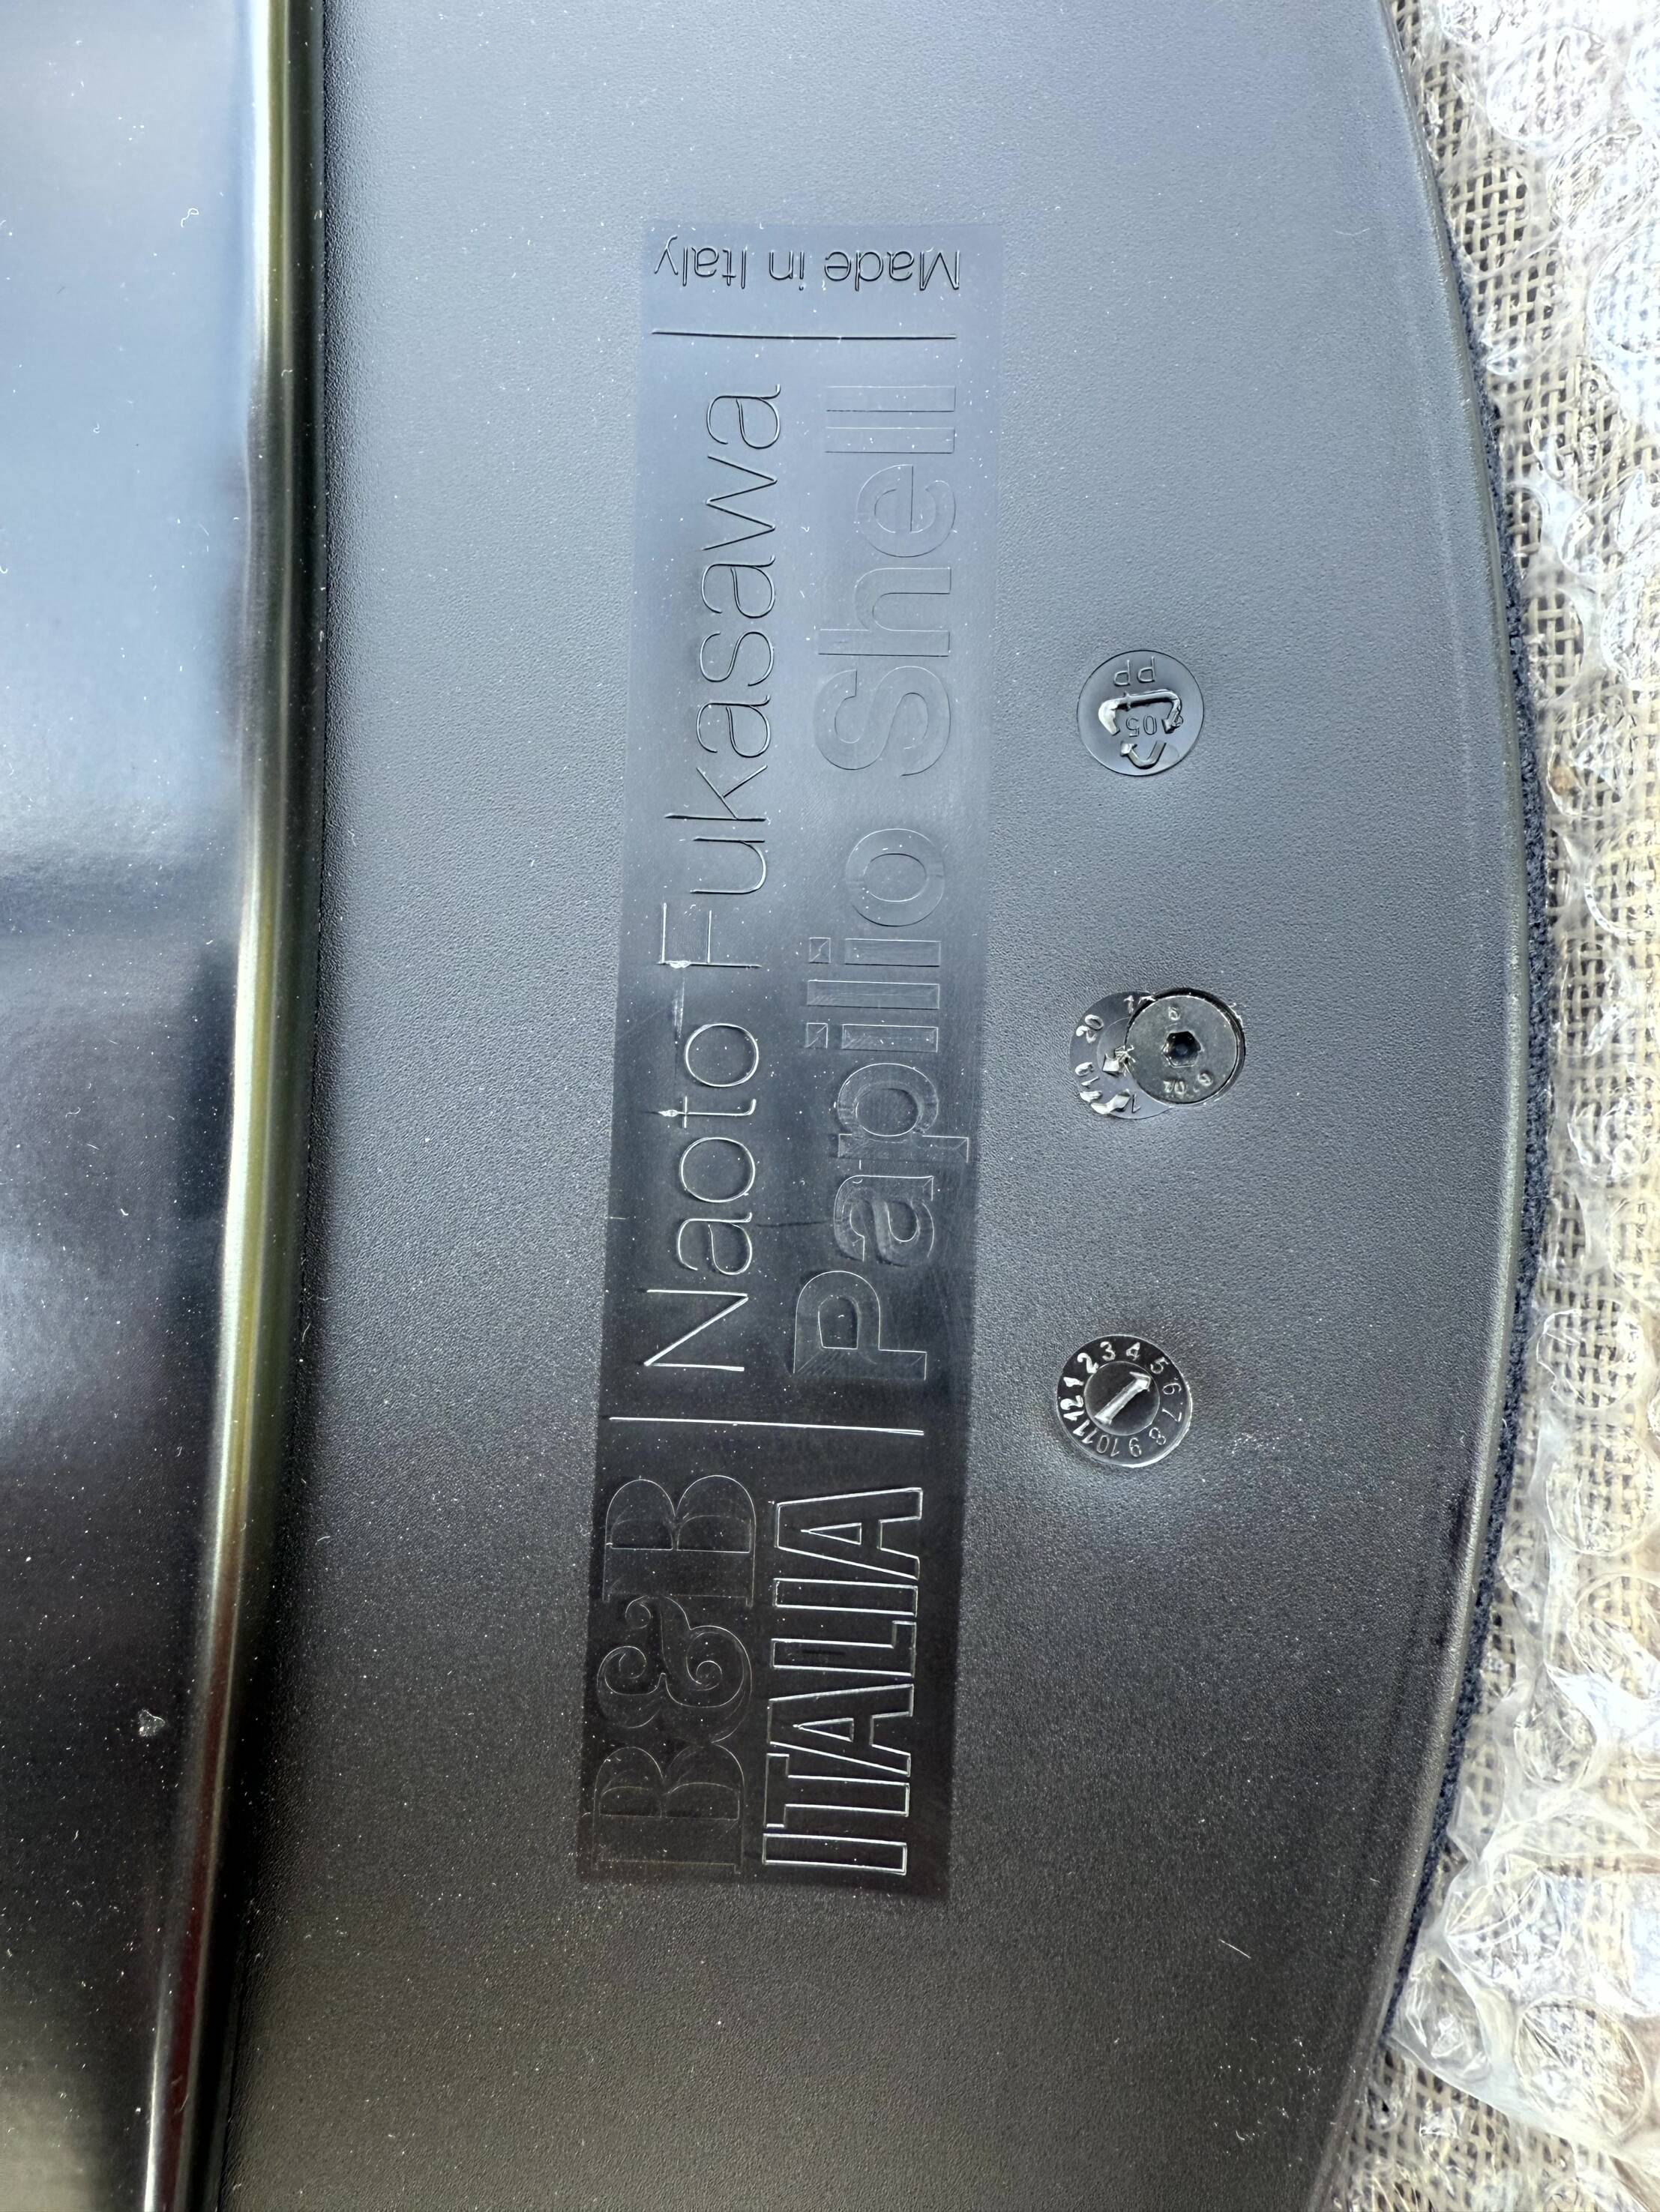 B&B
ITALIA
Naoto Fukasawa
Papilio Shell
Made in Italy
05
PP
20
19
1 2 3 4 5 6 7 8 9 10 11 12